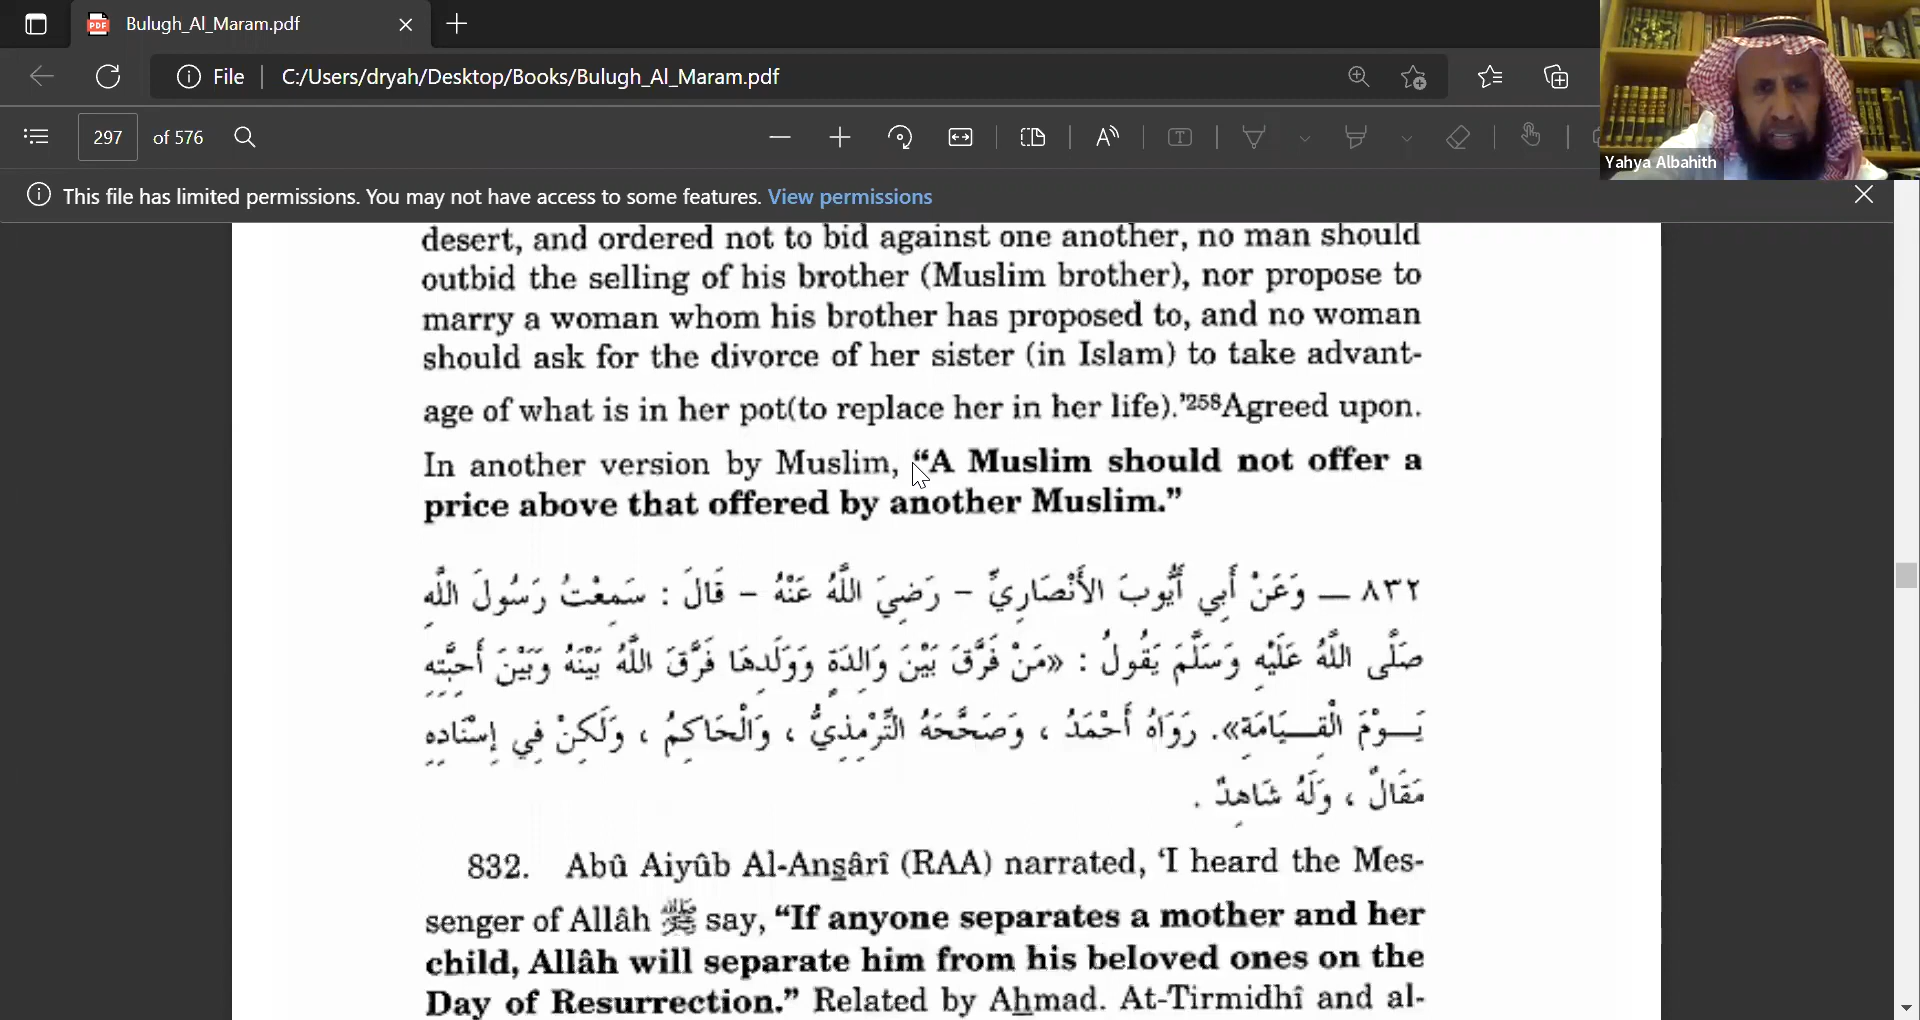 Bulugh_Al_Maram.pdf
File
C:/Users/dryah/Desktop/Books/Bulugh_Al_Maram.pdf
297 of 576
Yahya Albahith
This file has limited permissions. You may not have access to some features. View permissions
desert, and ordered not to bid against one another, no man should
outbid the selling of his brother (Muslim brother), nor propose to
marry a woman whom his brother has proposed to, and no woman
should ask for the divorce of her sister (in Islam) to take advant-
age of what is in her pot(to replace her in her life).’258Agreed upon.
In another version by Muslim, “A Muslim should not offer a
price above that offered by another Muslim.”
٨٣٢ — وَعَنْ أَبِي أَيُّوبَ الأَنْصَارِيِّ – رَضِيَ اللَّهُ عَنْهُ – قَالَ : سَمِعْتُ رَسُولَ اللَّهِ
صَلَّى اللَّهُ عَلَيْهِ وَسَلَّمَ يَقُولُ : «مَنْ فَرَّقَ بَيْنَ وَالِدَةٍ وَوَلَدِهَا فَرَّقَ اللَّهُ بَيْنَهُ وَبَيْنَ أَحِبَّتِهِ
يَـوْمَ الْقِـيَامَةِ». رَوَاهُ أَحْمَدُ ، وَصَحَّحَهُ التِّرْمِذِيُّ ، وَالْحَاكِمُ ، وَلَكِنْ فِي إِسْنَادِهِ
مَقَالٌ ، وَلَهُ شَاهِدٌ .
832. Abû Aiyûb Al-Ansârî (RAA) narrated, ‘I heard the Mes-
senger of Allâh ﷺ say, “If anyone separates a mother and her
child, Allâh will separate him from his beloved ones on the
Day of Resurrection.” Related by Ahmad. At-Tirmidhî and al-